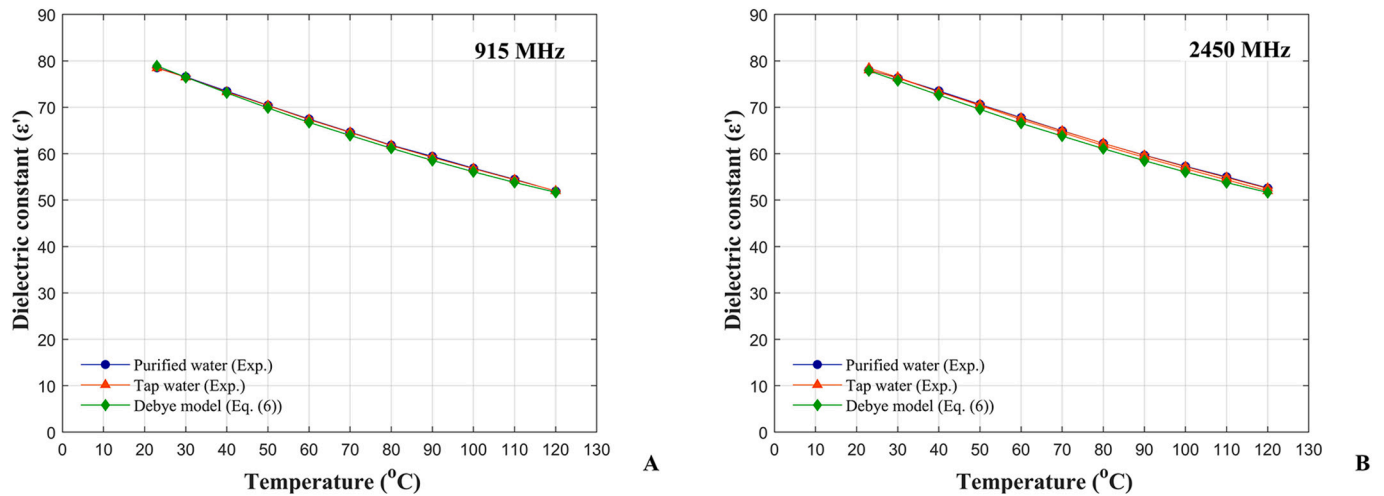 90
80
70
60
50
40
30
20
10
0
Dielectric constant (ε')
915 MHz
Purified water (Exp.)
Tap water (Exp.)
Debye model (Eq. (6))
0 10 20 30 40 50 60 70 80 90 100 110 120 130
Temperature (°C)
A
90
80
70
60
50
40
30
20
10
0
Dielectric constant (ε')
2450 MHz
Purified water (Exp.)
Tap water (Exp.)
Debye model (Eq. (6))
0 10 20 30 40 50 60 70 80 90 100 110 120 130
Temperature (°C)
B